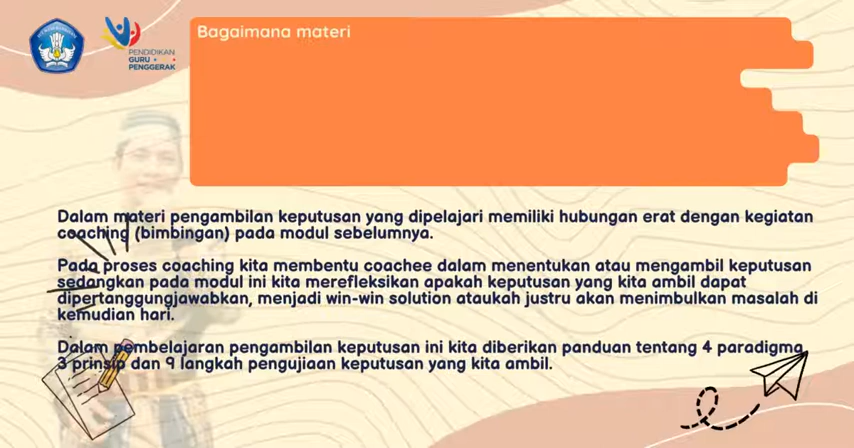 PENDIDIKAN
GURU
PENGGERAK
Bagaimana materi
Dalam materi pengambilan keputusan yang dipelajari memiliki hubungan erat dengan kegiatan
coaching (bimbingan) pada modul sebelumnya.
Pada proses coaching kita membentu coachee dalam menentukan atau mengambil keputusan
sedangkan pada modul ini kita merefleksikan apakah keputusan yang kita ambil dapat
dipertanggungjawabkan, menjadi win-win solution ataukah justru akan menimbulkan masalah di
kemudian hari.
Dalam pembelajaran pengambilan keputusan ini kita diberikan panduan tentang 4 paradigma
3 prinsip dan 9 langkah pengujiaan keputusan yang kita ambil.